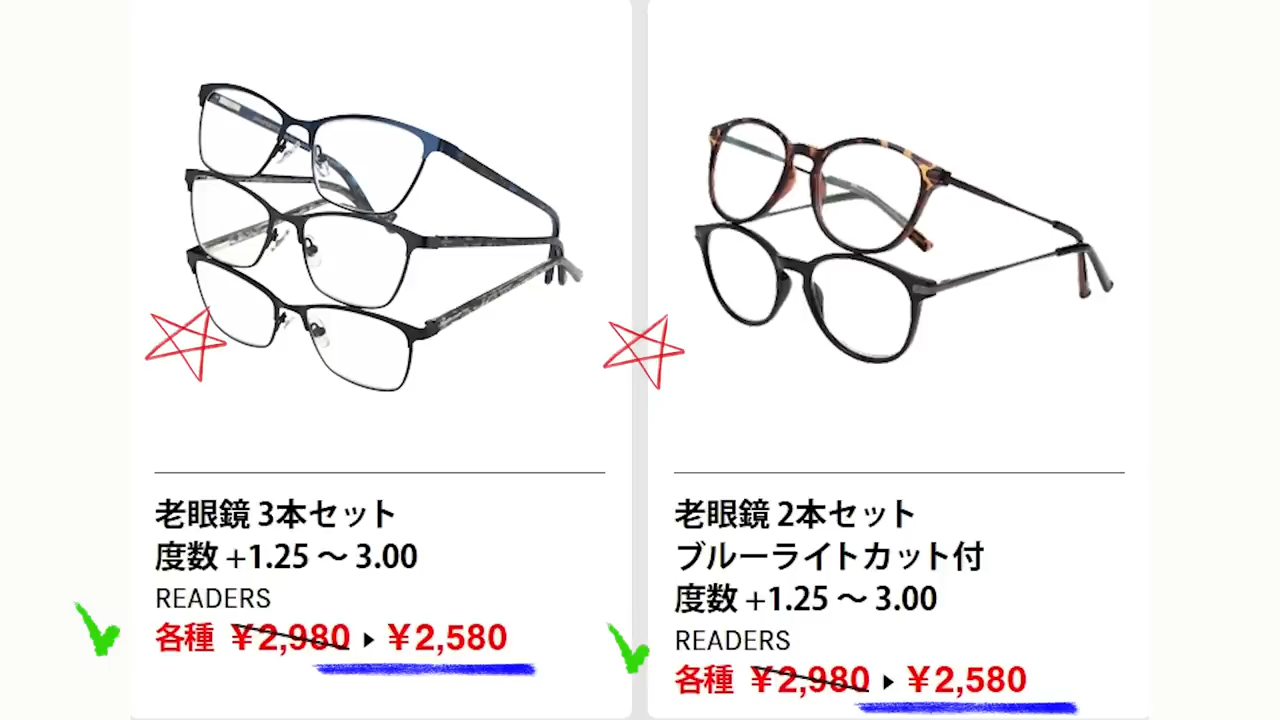 老眼鏡 3本セット
度数 +1.25 ～ 3.00
READERS
各種 ￥2,980 ▸ ￥2,580
老眼鏡 2本セット
ブルーライトカット付
度数 +1.25 ～ 3.00
READERS
各種 ￥2,980 ▸ ￥2,580